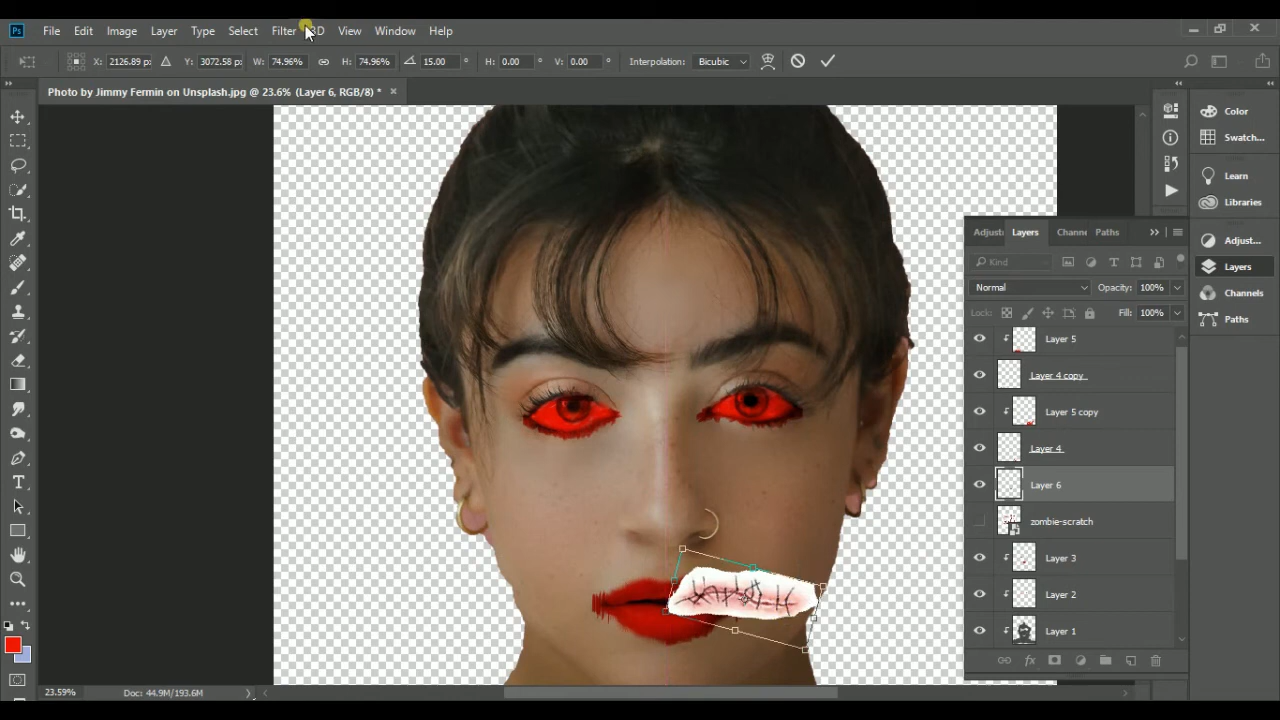 Ps File Edit Image Layer Type Select Filter 3D View Window Help
X: 2126.89 px Y: 3072.58 px W: 74.96% H: 74.96% 15.00 ° H: 0.00 ° V: 0.00 ° Interpolation: Bicubic
Photo by Jimmy Fermin on Unsplash.jpg @ 23.6% (Layer 6, RGB/8) *
Color
Swatch...
Learn
Libraries
Adjust...
Layers
Channels
Paths
Adjust Layers Chann Paths
Kind
Normal Opacity: 100%
Lock: Fill: 100%
Layer 5
Layer 4 copy
Layer 5 copy
Layer 4
Layer 6
zombie-scratch
Layer 3
Layer 2
Layer 1
fx
23.59% Doc: 44.9M/193.6M